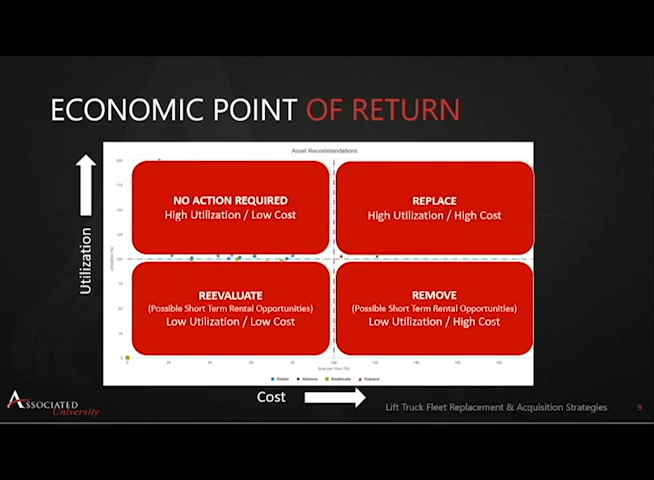 ECONOMIC POINT OF RETURN
Asset Recommendations
NO ACTION REQUIRED
High Utilization / Low Cost
REPLACE
High Utilization / High Cost
Utilization
REEVALUATE
(Possible Short Term Rental Opportunities)
Low Utilization / Low Cost
REMOVE
(Possible Short Term Rental Opportunities)
Low Utilization / High Cost
Cost
ASSOCIATED
University
Lift Truck Fleet Replacement & Acquisition Strategies
9